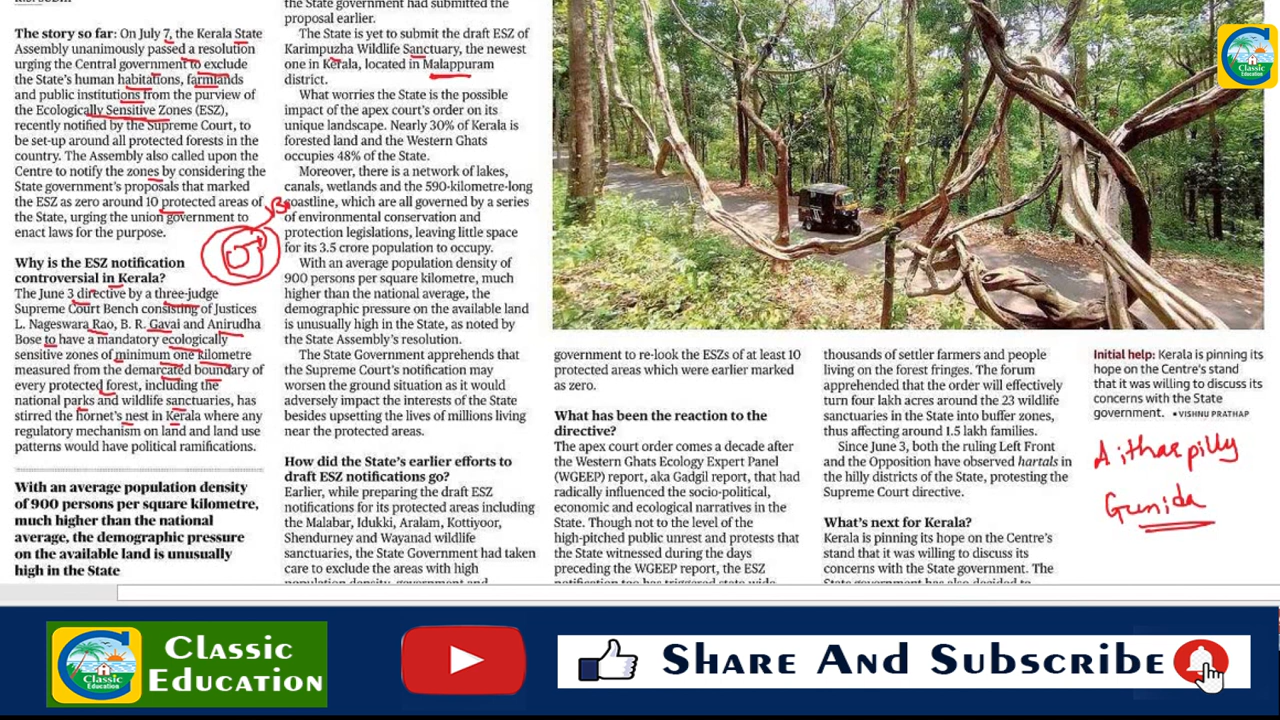 The story so far: On July 7, the Kerala State
Assembly unanimously passed a resolution
urging the Central government to exclude
the State's human habitations, farmlands
and public institutions from the purview of
the Ecologically Sensitive Zones (ESZ),
recently notified by the Supreme Court, to
be set-up around all protected forests in the
country. The Assembly also called upon the
Centre to notify the zones by considering the
State government's proposals that marked
the ESZ as zero around 10 protected areas of
the State, urging the union government to
enact laws for the purpose.
Why is the ESZ notification
controversial in Kerala?
The June 3 directive by a three-judge
Supreme Court Bench consisting of Justices
L. Nageswara Rao, B. R. Gavai and Anirudha
Bose to have a mandatory ecologically
sensitive zones of minimum one kilometre
measured from the demarcated boundary of
every protected forest, including the
national parks and wildlife sanctuaries, has
stirred the hornet's nest in Kerala where any
regulatory mechanism on land and land use
patterns would have political ramifications.
With an average population density
of 900 persons per square kilometre,
much higher than the national
average, the demographic pressure
on the available land is unusually
high in the State
the State government had submitted the
proposal earlier.
The State is yet to submit the draft ESZ of
Karimpuzha Wildlife Sanctuary, the newest
one in Kerala, located in Malappuram
district.
What worries the State is the possible
impact of the apex court's order on its
unique landscape. Nearly 30% of Kerala is
forested land and the Western Ghats
occupies 48% of the State.
Moreover, there is a network of lakes,
canals, wetlands and the 590-kilometre-long
coastline, which are all governed by a series
of environmental conservation and
protection legislations, leaving little space
for its 3.5 crore population to occupy.
With an average population density of
900 persons per square kilometre, much
higher than the national average, the
demographic pressure on the available land
is unusually high in the State, as noted by
the State Assembly's resolution.
The State Government apprehends that
the Supreme Court's notification may
worsen the ground situation as it would
adversely impact the interests of the State
besides upsetting the lives of millions living
near the protected areas.
How did the State's earlier efforts to
draft ESZ notifications go?
Earlier, while preparing the draft ESZ
notifications for its protected areas including
the Malabar, Idukki, Aralam, Kottiyoor,
Shendurney and Wayanad wildlife
sanctuaries, the State Government had taken
care to exclude the areas with high
population density, government and
government to re-look the ESZs of at least 10
protected areas which were earlier marked
as zero.
What has been the reaction to the
directive?
The apex court order comes a decade after
the Western Ghats Ecology Expert Panel
(WGEEP) report, aka Gadgil report, that had
radically influenced the socio-political,
economic and ecological narratives in the
State. Though not to the level of the
high-pitched public unrest and protests that
the State witnessed during the days
preceding the WGEEP report, the ESZ
notification too has triggered state-wide
thousands of settler farmers and people
living on the forest fringes. The forum
apprehended that the order will effectively
turn four lakh acres around the 23 wildlife
sanctuaries in the State into buffer zones,
thus affecting around 1.5 lakh families.
Since June 3, both the ruling Left Front
and the Opposition have observed hartals in
the hilly districts of the State, protesting the
Supreme Court directive.
What's next for Kerala?
Kerala is pinning its hope on the Centre's
stand that it was willing to discuss its
concerns with the State government. The
State government has also decided to
Initial help: Kerala is pinning its
hope on the Centre's stand
that it was willing to discuss its
concerns with the State
government. • VISHNU PRATHAP
Aitharpilly
Gunida
Classic
Education
Classic
Education
Classic
Education
Share And Subscribe